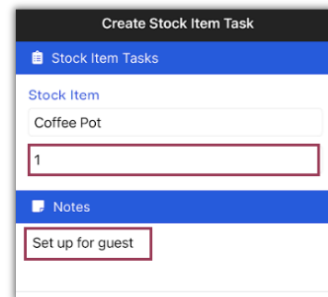 Create Stock Item Task
Stock Item Tasks
Stock Item
Coffee Pot
1
Notes
Set up for guest